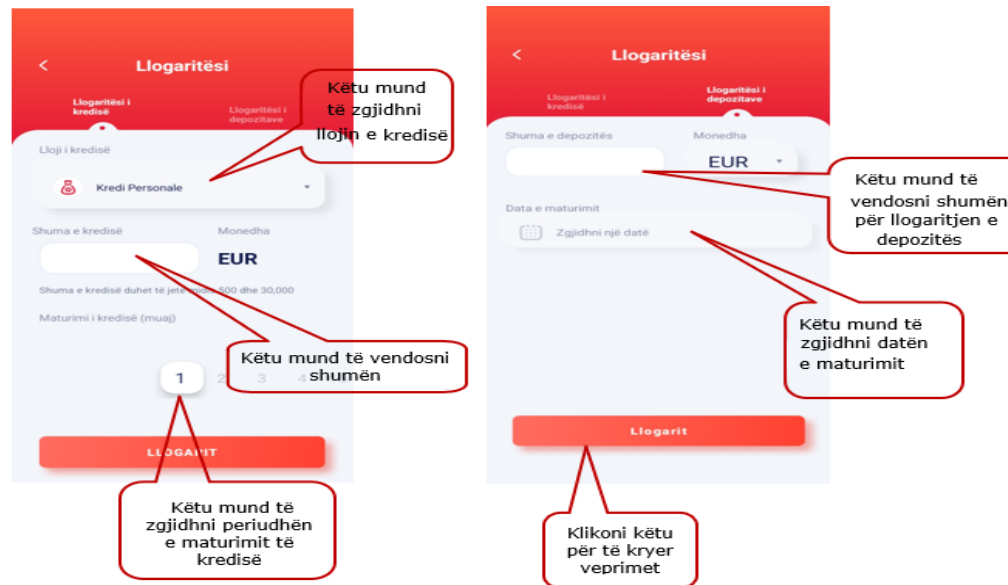 Llogaritësi
Llogaritësi i
kredisë
Llogaritësi i
depozitave
Këtu mund
të zgjidhni
llojin e kredisë
Lloji i kredisë
Kredi Personale
Shuma e kredisë
Monedha
EUR
Shuma e kredisë duhet të jetë midis 500 dhe 30,000
Maturimi i kredisë (muaj)
Këtu mund të vendosni
shumën
1 2 3 4
LLOGARIT
Këtu mund të
zgjidhni periudhën
e maturimit të
kredisë
Llogaritësi
Llogaritësi i
kredisë
Llogaritësi i
depozitave
Shuma e depozitës
Monedha
EUR
Këtu mund të
vendosni shumën
për llogaritjen e
depozitës
Data e maturimit
Zgjidhni një datë
Këtu mund të
zgjidhni datën
e maturimit
Llogarit
Klikoni këtu
për të kryer
veprimet